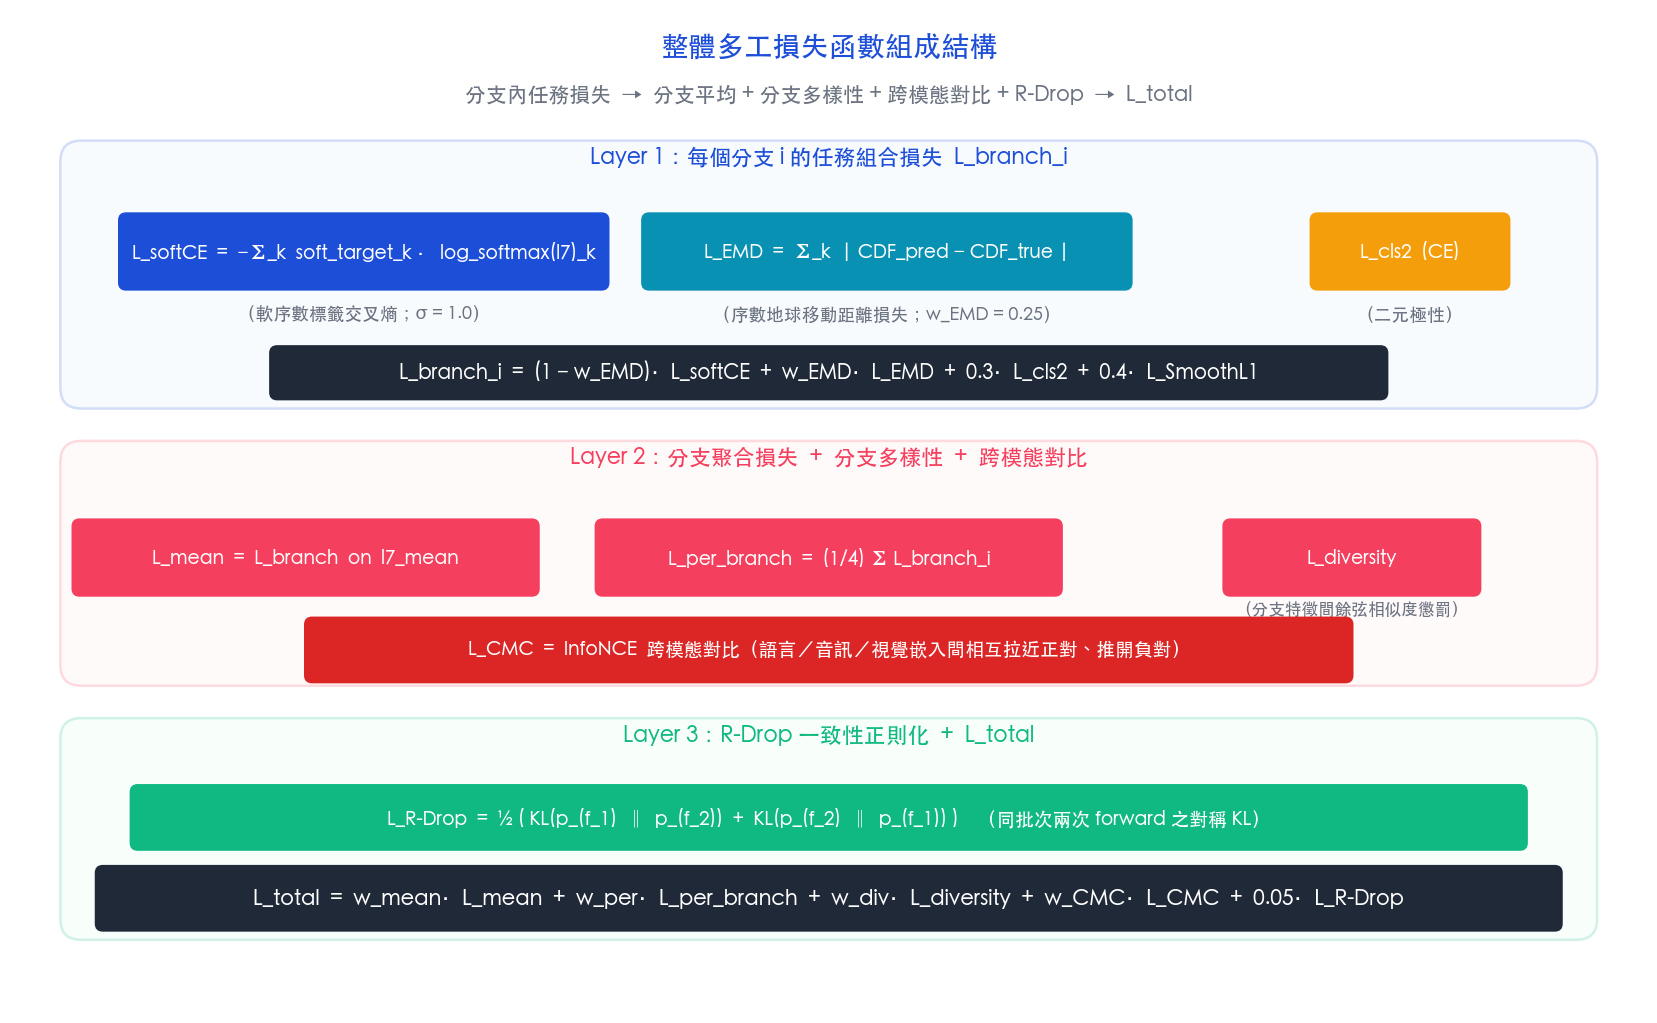 整體多工損失函數組成結構
分支內任務損失 → 分支平均 + 分支多樣性 + 跨模態對比 + R-Drop → L_total
Layer 1：每個分支 i 的任務組合損失 L_branch_i
L_softCE = −Σ_k soft_target_k · log_softmax(l7)_k
L_EMD = Σ_k | CDF_pred − CDF_true |
L_cls2 (CE)
（軟序數標籤交叉熵；σ = 1.0）
（序數地球移動距離損失；w_EMD = 0.25）
（二元極性）
L_branch_i = (1 − w_EMD)· L_softCE + w_EMD· L_EMD + 0.3· L_cls2 + 0.4· L_SmoothL1
Layer 2：分支聚合損失 + 分支多樣性 + 跨模態對比
L_mean = L_branch on l7_mean
L_per_branch = (1/4) Σ L_branch_i
L_diversity
（分支特徵間餘弦相似度懲罰）
L_CMC = InfoNCE 跨模態對比（語言／音訊／視覺嵌入間相互拉近正對、推開負對）
Layer 3：R-Drop 一致性正則化 + L_total
L_R-Drop = ½ ( KL(p_(f_1) ‖ p_(f_2)) + KL(p_(f_2) ‖ p_(f_1)) ) （同批次兩次 forward 之對稱 KL）
L_total = w_mean· L_mean + w_per· L_per_branch + w_div· L_diversity + w_CMC· L_CMC + 0.05· L_R-Drop